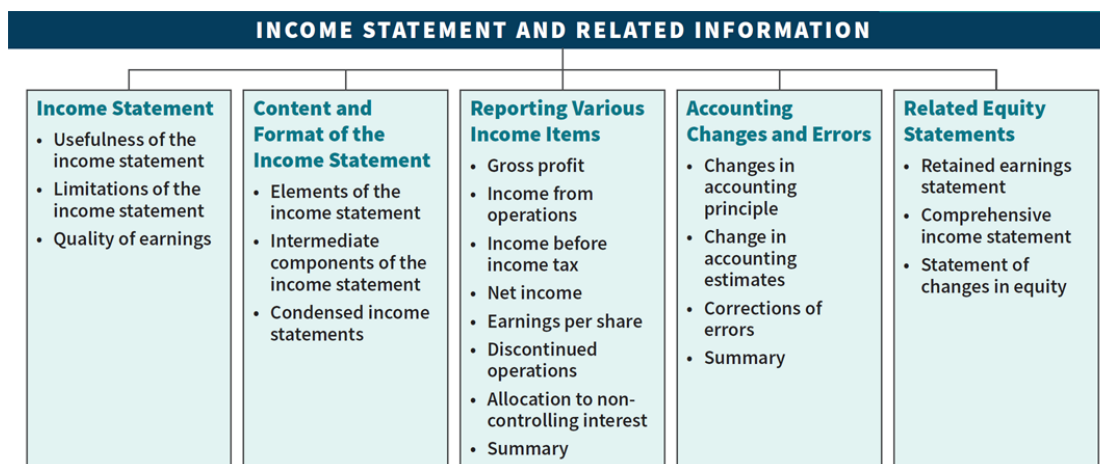 INCOME STATEMENT AND RELATED INFORMATION
Income Statement
• Usefulness of the
income statement
• Limitations of the
income statement
• Quality of earnings
Content and
Format of the
Income Statement
• Elements of the
income statement
• Intermediate
components of the
income statement
• Condensed income
statements
Reporting Various
Income Items
• Gross profit
• Income from
operations
• Income before
income tax
• Net income
• Earnings per share
• Discontinued
operations
• Allocation to non-
controlling interest
• Summary
Accounting
Changes and Errors
• Changes in
accounting
principle
• Change in
accounting
estimates
• Corrections of
errors
• Summary
Related Equity
Statements
• Retained earnings
statement
• Comprehensive
income statement
• Statement of
changes in equity